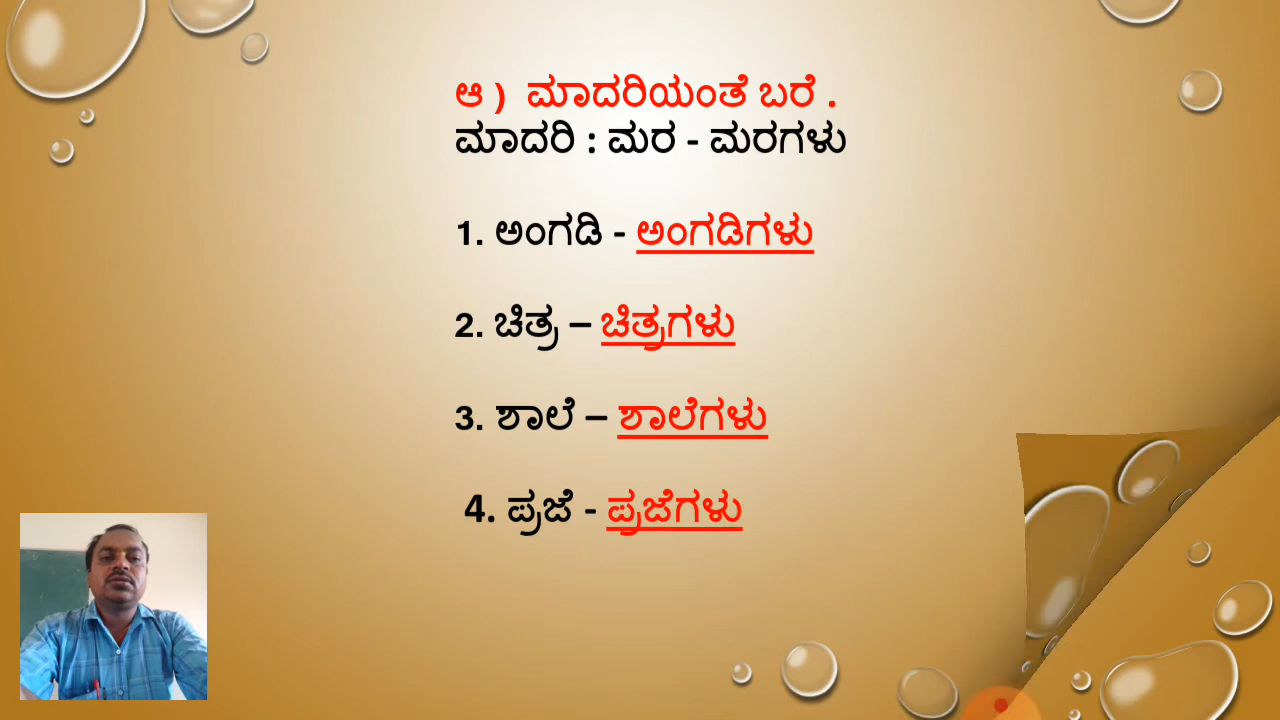 ಆ ) ಮಾದರಿಯಂತೆ ಬರೆ .
ಮಾದರಿ : ಮರ - ಮರಗಳು
1. ಅಂಗಡಿ - ಅಂಗಡಿಗಳು
2. ಚಿತ್ರ – ಚಿತ್ರಗಳು
3. ಶಾಲೆ – ಶಾಲೆಗಳು
4. ಪ್ರಜೆ - ಪ್ರಜೆಗಳು